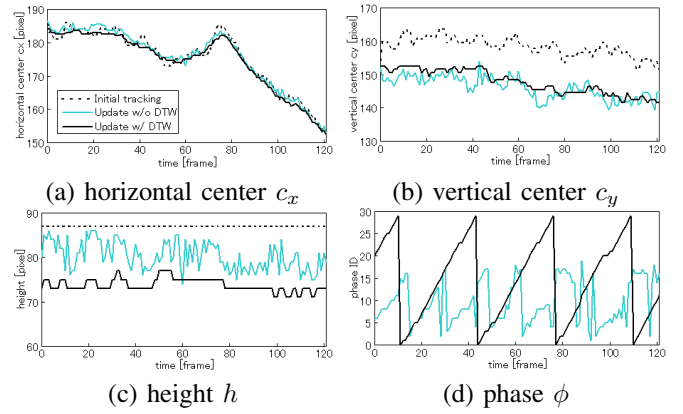 horizontal center cx [pixel]
190
180
170
160
150
0 20 40 60 80 100 120
time [frame]
Initial tracking
Update w/o DTW
Update w/ DTW
(a) horizontal center cₓ
vertical center cy [pixel]
170
160
150
140
130
0 20 40 60 80 100 120
time [frame]
(b) vertical center c_y
height [pixel]
90
80
70
60
0 20 40 60 80 100 120
time [frame]
(c) height h
phase ID
30
25
20
15
10
5
0
0 20 40 60 80 100 120
time [frame]
(d) phase ϕ